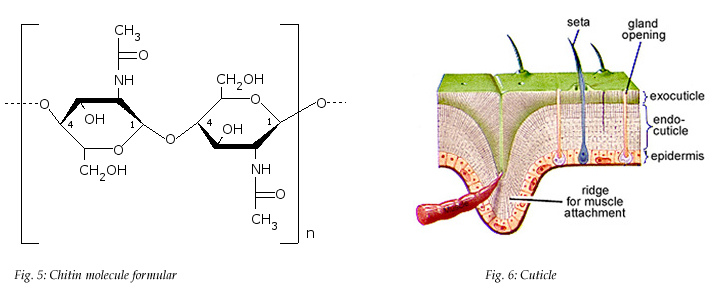 CH3
O
NH
O
OH
4
1
O
CH2OH
O
CH2OH
O
4
OH
1
O
NH
O
CH3
n
Fig. 5: Chitin molecule formular
seta
gland
opening
exocuticle
endo-
cuticle
epidermis
ridge
for muscle
attachment
Fig. 6: Cuticle